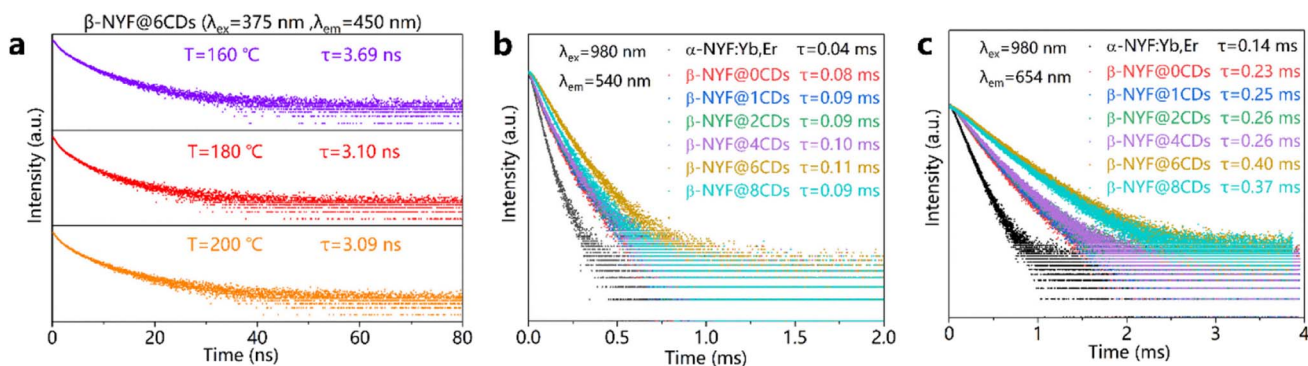 β-NYF@6CDs (λex=375 nm ,λem=450 nm)
a
T=160 ℃ τ=3.69 ns
T=180 ℃ τ=3.10 ns
T=200 ℃ τ=3.09 ns
Intensity (a.u.)
0 20 40 60 80
Time (ns)
b
λex=980 nm
λem=540 nm
α-NYF:Yb,Er τ=0.04 ms
β-NYF@0CDs τ=0.08 ms
β-NYF@1CDs τ=0.09 ms
β-NYF@2CDs τ=0.09 ms
β-NYF@4CDs τ=0.10 ms
β-NYF@6CDs τ=0.11 ms
β-NYF@8CDs τ=0.09 ms
Intensity (a.u.)
0.0 0.5 1.0 1.5 2.0
Time (ms)
c
λex=980 nm
λem=654 nm
α-NYF:Yb,Er τ=0.14 ms
β-NYF@0CDs τ=0.23 ms
β-NYF@1CDs τ=0.25 ms
β-NYF@2CDs τ=0.26 ms
β-NYF@4CDs τ=0.26 ms
β-NYF@6CDs τ=0.40 ms
β-NYF@8CDs τ=0.37 ms
Intensity (a.u.)
0 1 2 3 4
Time (ms)